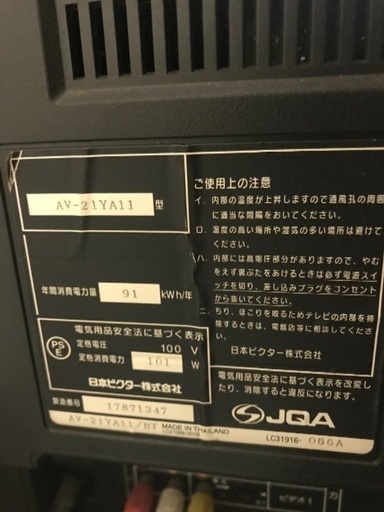 AV-21YA11 型
年間消費電力量 91 kWh/年
PS
E
電気用品安全法に基づく表示
定格電圧 100 V
定格消費電力 101 W
日本ビクター株式会社
製造番号 17871347
AV-21YA11/BT MADE IN THAILAND
ご使用上の注意
イ. 内部の温度が上昇しますので通風孔の周囲
に適当な間隔をおいてください。
ロ. 温度の高い場所や湿気の多い場所は避けて
ください。
ハ. 内部には高電圧部分がありますので、やむ
をえず裏ぶたをあけるときは必ず電源ス
イッチを切り、差し込みプラグをコンセント
から抜いてください。
ニ. ちり、ほこりを取るためテレビの内部を掃
除するときは、電器店等に相談してくださ
い。
日本ビクター株式会社
電気用品安全法に基づく表示を改変し
たり、消除すると違反になります。
JQA
LC31916-066A
ビデオ1